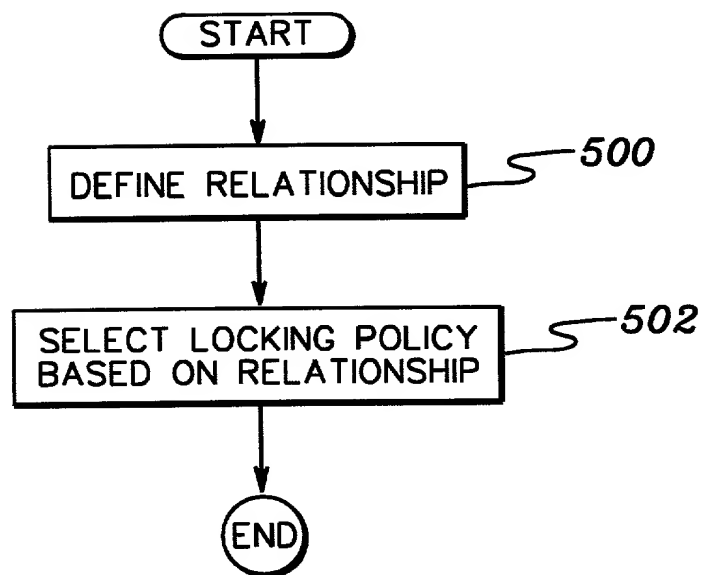 START
DEFINE RELATIONSHIP
500
SELECT LOCKING POLICY
BASED ON RELATIONSHIP
502
END